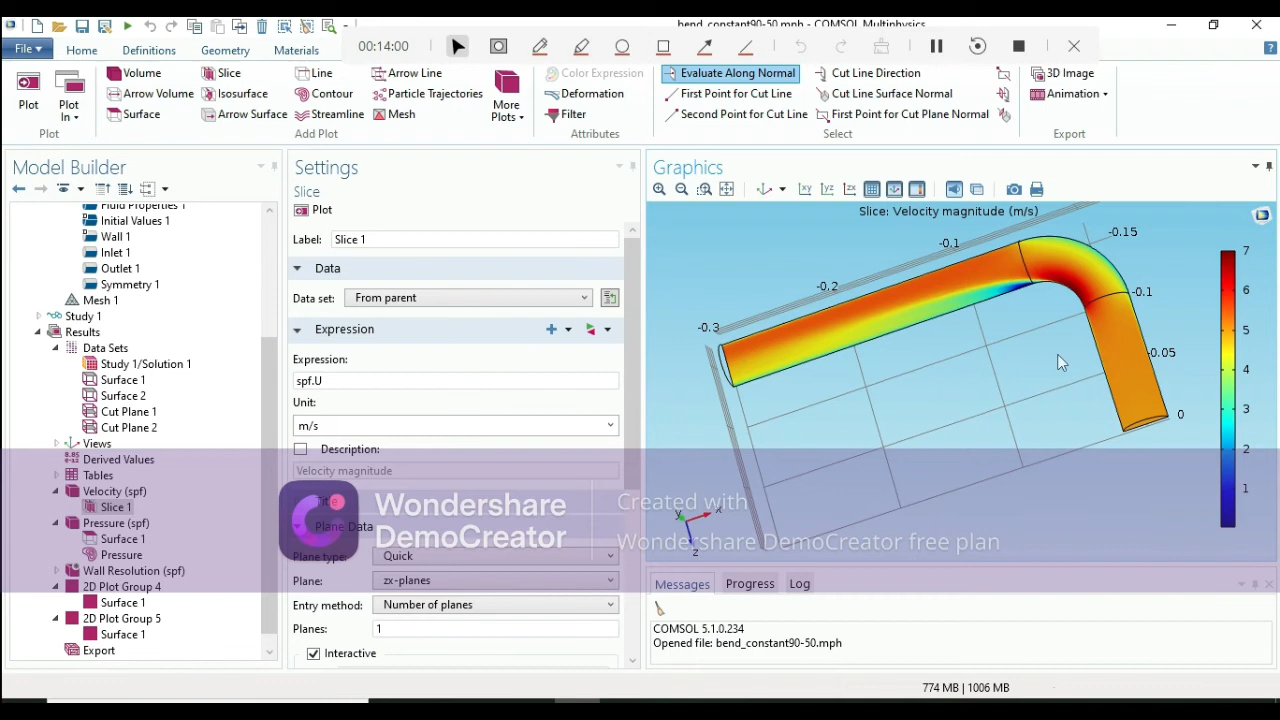 bend_constant90-50.mph - COMSOL Multiphysics
File
Home
Definitions
Geometry
Materials
00:14:00
Plot
Plot In
Plot
Volume
Arrow Volume
Surface
Slice
Isosurface
Arrow Surface
Line
Contour
Streamline
Arrow Line
Particle Trajectories
Mesh
More Plots
Add Plot
Color Expression
Deformation
Filter
Attributes
Evaluate Along Normal
First Point for Cut Line
Second Point for Cut Line
Cut Line Direction
Cut Line Surface Normal
First Point for Cut Plane Normal
Select
3D Image
Animation
Export
Model Builder
Fluid Properties 1
Initial Values 1
Wall 1
Inlet 1
Outlet 1
Symmetry 1
Mesh 1
Study 1
Results
Data Sets
Study 1/Solution 1
Surface 1
Surface 2
Cut Plane 1
Cut Plane 2
Views
8.85
e-12
Derived Values
Tables
Velocity (spf)
Slice 1
Pressure (spf)
Surface 1
Pressure
Wall Resolution (spf)
2D Plot Group 4
Surface 1
2D Plot Group 5
Surface 1
Export
Settings
Slice
Plot
Label: Slice 1
Data
Data set: From parent
Expression
Expression:
spf.U
Unit:
m/s
Description:
Velocity magnitude
Title
Plane Data
Plane type: Quick
Plane: zx-planes
Entry method: Number of planes
Planes: 1
Interactive
Graphics
xy yz zx
Slice: Velocity magnitude (m/s)
-0.3
-0.2
-0.1
-0.15
-0.1
-0.05
0
7
6
5
4
3
2
1
y x
z
Wondershare
DemoCreator
Created with
Wondershare DemoCreator free plan
Messages Progress Log
COMSOL 5.1.0.234
Opened file: bend_constant90-50.mph
774 MB | 1006 MB